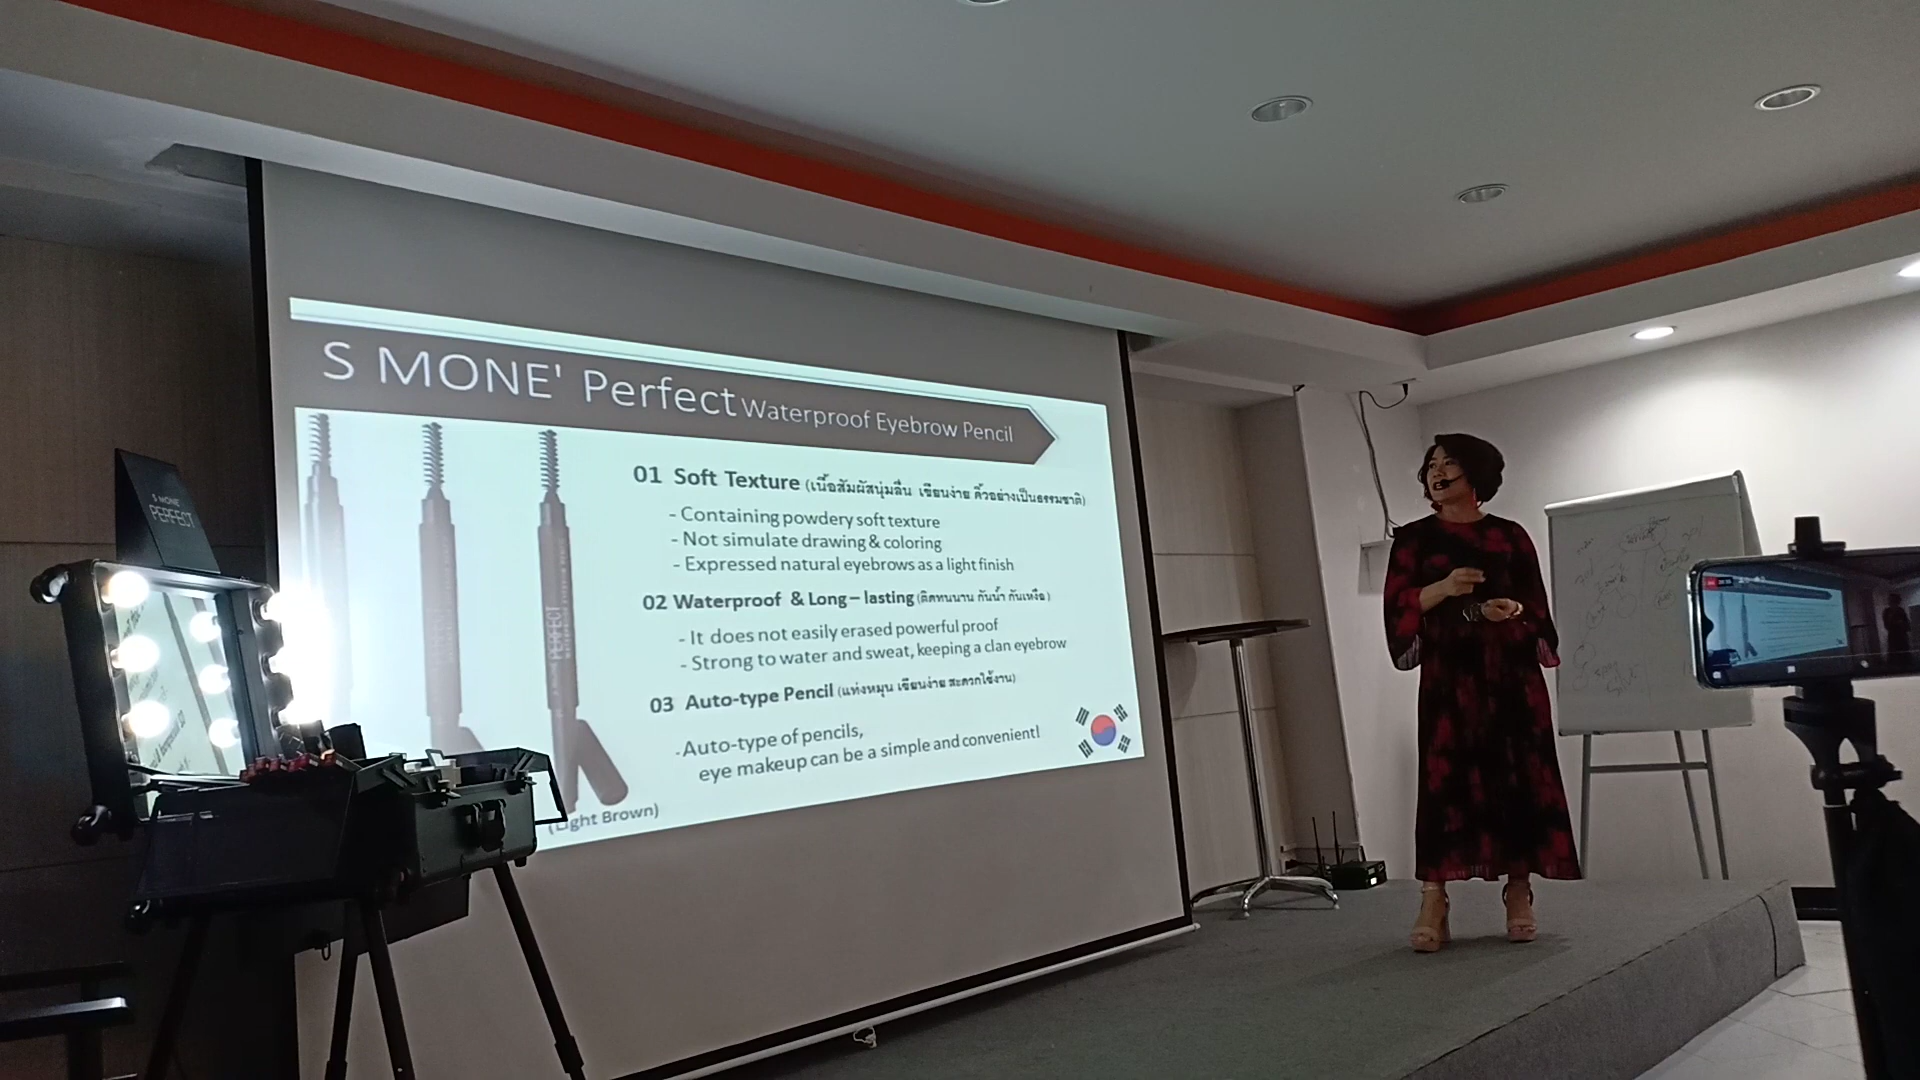 S MONE' Perfect Waterproof Eyebrow Pencil
01 Soft Texture (เนื้อสัมผัสนุ่มลื่น เขียนง่าย คิ้วอย่างเป็นธรรมชาติ)
- Containing powdery soft texture
- Not simulate drawing & coloring
- Expressed natural eyebrows as a light finish
02 Waterproof & Long – lasting (ติดทนนาน กันน้ำ กันเหงื่อ)
- It does not easily erased powerful proof
- Strong to water and sweat, keeping a clan eyebrow
03 Auto-type Pencil (แท่งหมุน เขียนง่าย สะดวกใช้งาน)
- Auto-type of pencils,
eye makeup can be a simple and convenient!
(Light Brown)
PERFECT
S MONE'
PERFECT